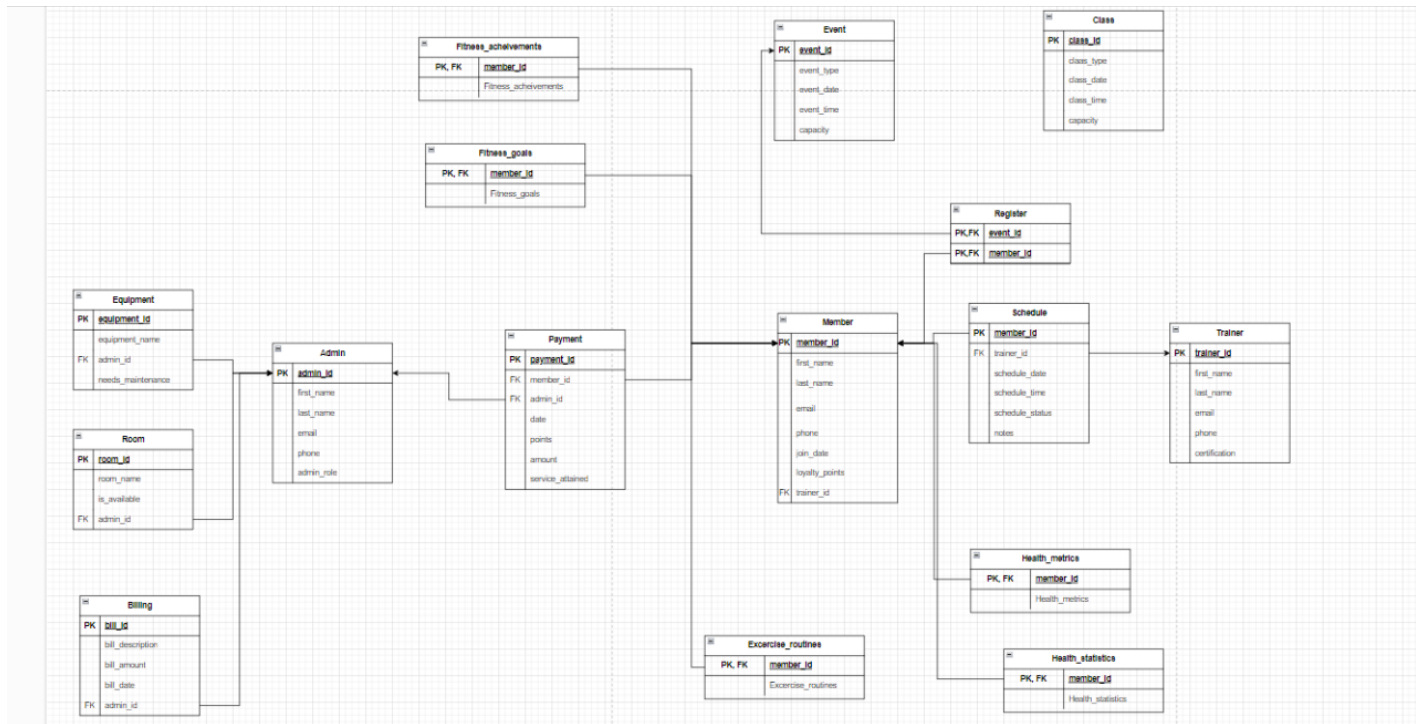 Fitness_acheivements
PK, FK member_id
Fitness_acheivements
Fitness_goals
PK, FK member_id
Fitness_goals
Event
PK event_id
event_type
event_date
event_time
capacity
Class
PK class_id
class_type
class_date
class_time
capacity
Register
PK,FK event_id
PK,FK member_id
Equipment
PK equipment_id
equipment_name
FK admin_id
needs_maintenance
Room
PK room_id
room_name
is_available
FK admin_id
Billing
PK bill_id
bill_description
bill_amount
bill_date
FK admin_id
Admin
PK admin_id
first_name
last_name
email
phone
admin_role
Payment
PK payment_id
FK member_id
FK admin_id
date
points
amount
service_attained
Member
PK member_id
first_name
last_name
email
phone
join_date
loyalty_points
FK trainer_id
Schedule
PK member_id
FK trainer_id
schedule_date
schedule_time
schedule_status
notes
Trainer
PK trainer_id
first_name
last_name
email
phone
certification
Health_metrics
PK, FK member_id
Health_metrics
Excercise_routines
PK, FK member_id
Excercise_routines
Health_statistics
PK, FK member_id
Health_statistics